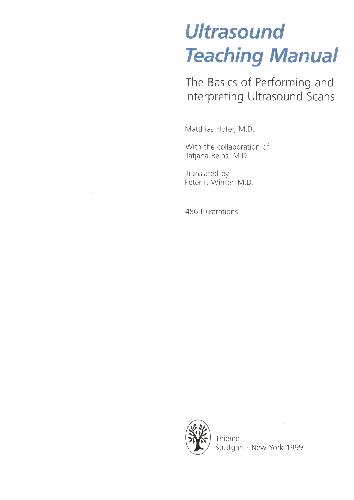 Ultrasound
Teaching Manual
The Basics of Performing and
Interpreting Ultrasound Scans
Matthias Hofer, M.D.
With the collaboration of
Tatjana Reihs, M.D.
Translated by
Peter F. Winter, M.D.
486 Illustrations
Thieme
Stuttgart · New York 1999